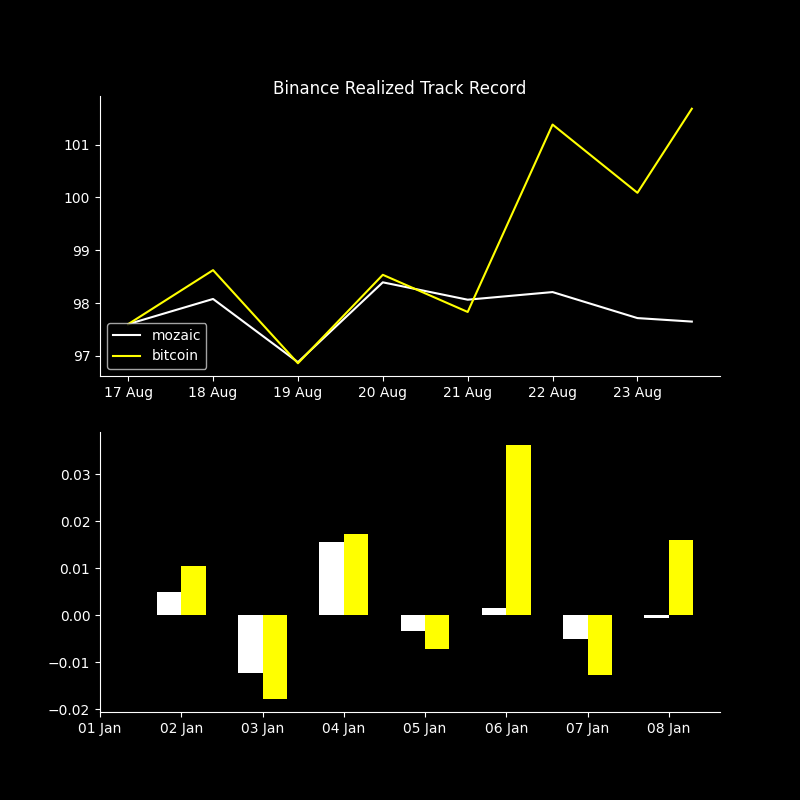 Binance Realized Track Record
101
100
99
98
97
mozaic
bitcoin
17 Aug 18 Aug 19 Aug 20 Aug 21 Aug 22 Aug 23 Aug
0.03
0.02
0.01
0.00
−0.01
−0.02
01 Jan 02 Jan 03 Jan 04 Jan 05 Jan 06 Jan 07 Jan 08 Jan